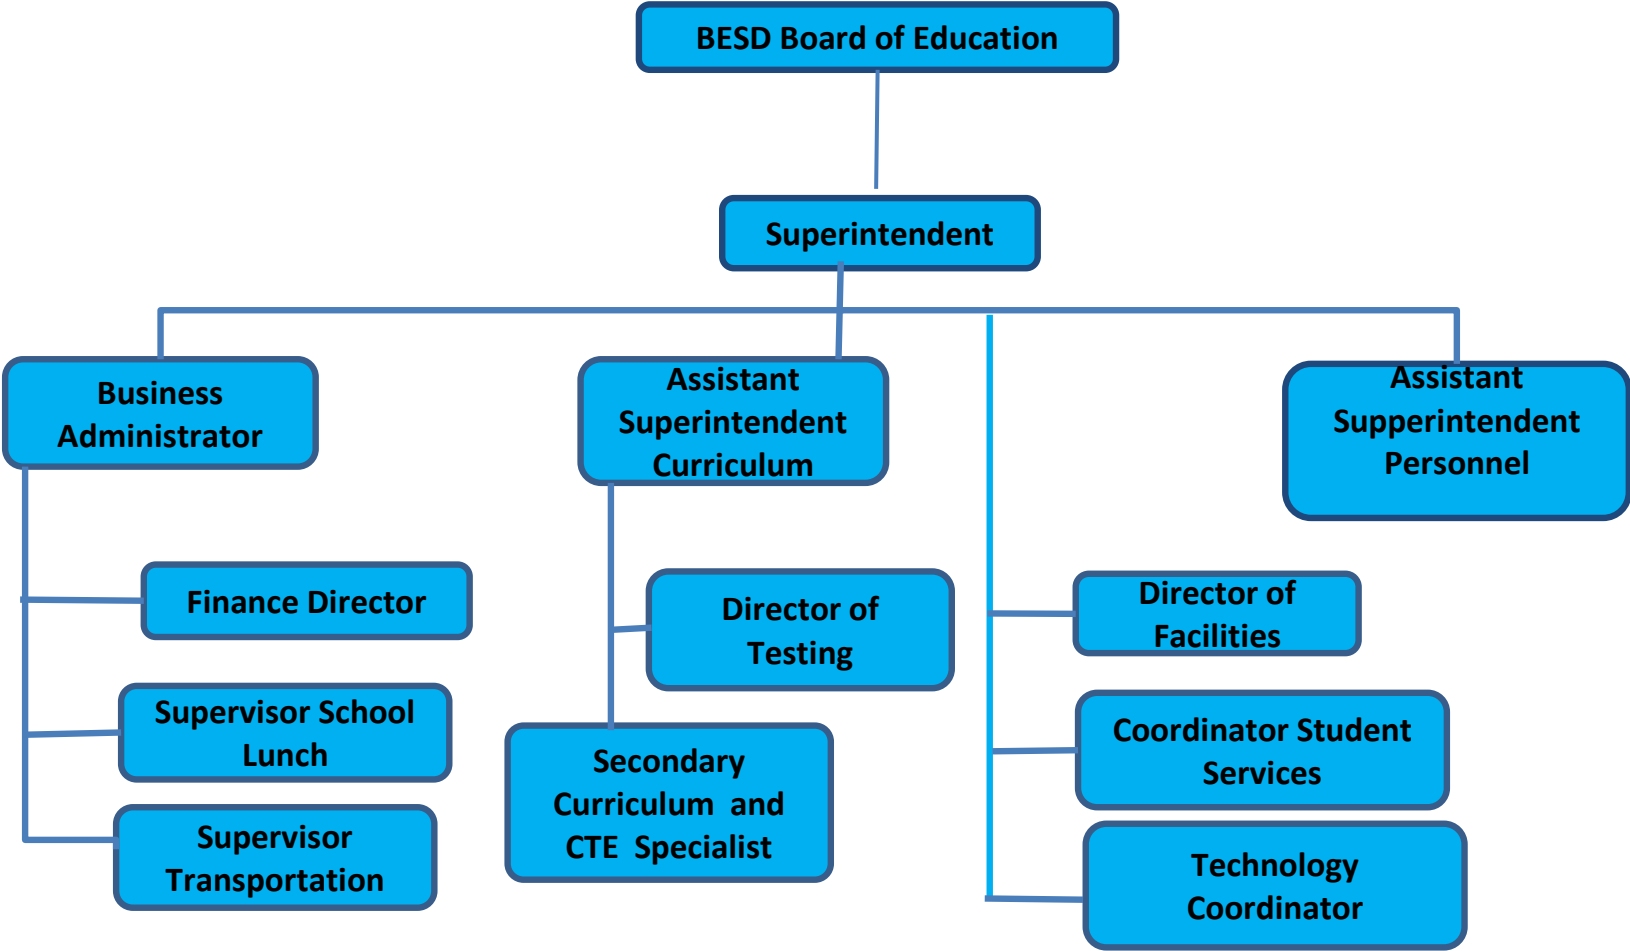 BESD Board of Education
Superintendent
Business
Administrator
Assistant
Superintendent
Curriculum
Assistant
Supperintendent
Personnel
Finance Director
Supervisor School
Lunch
Supervisor
Transportation
Director of
Testing
Secondary
Curriculum and
CTE Specialist
Director of
Facilities
Coordinator Student
Services
Technology
Coordinator